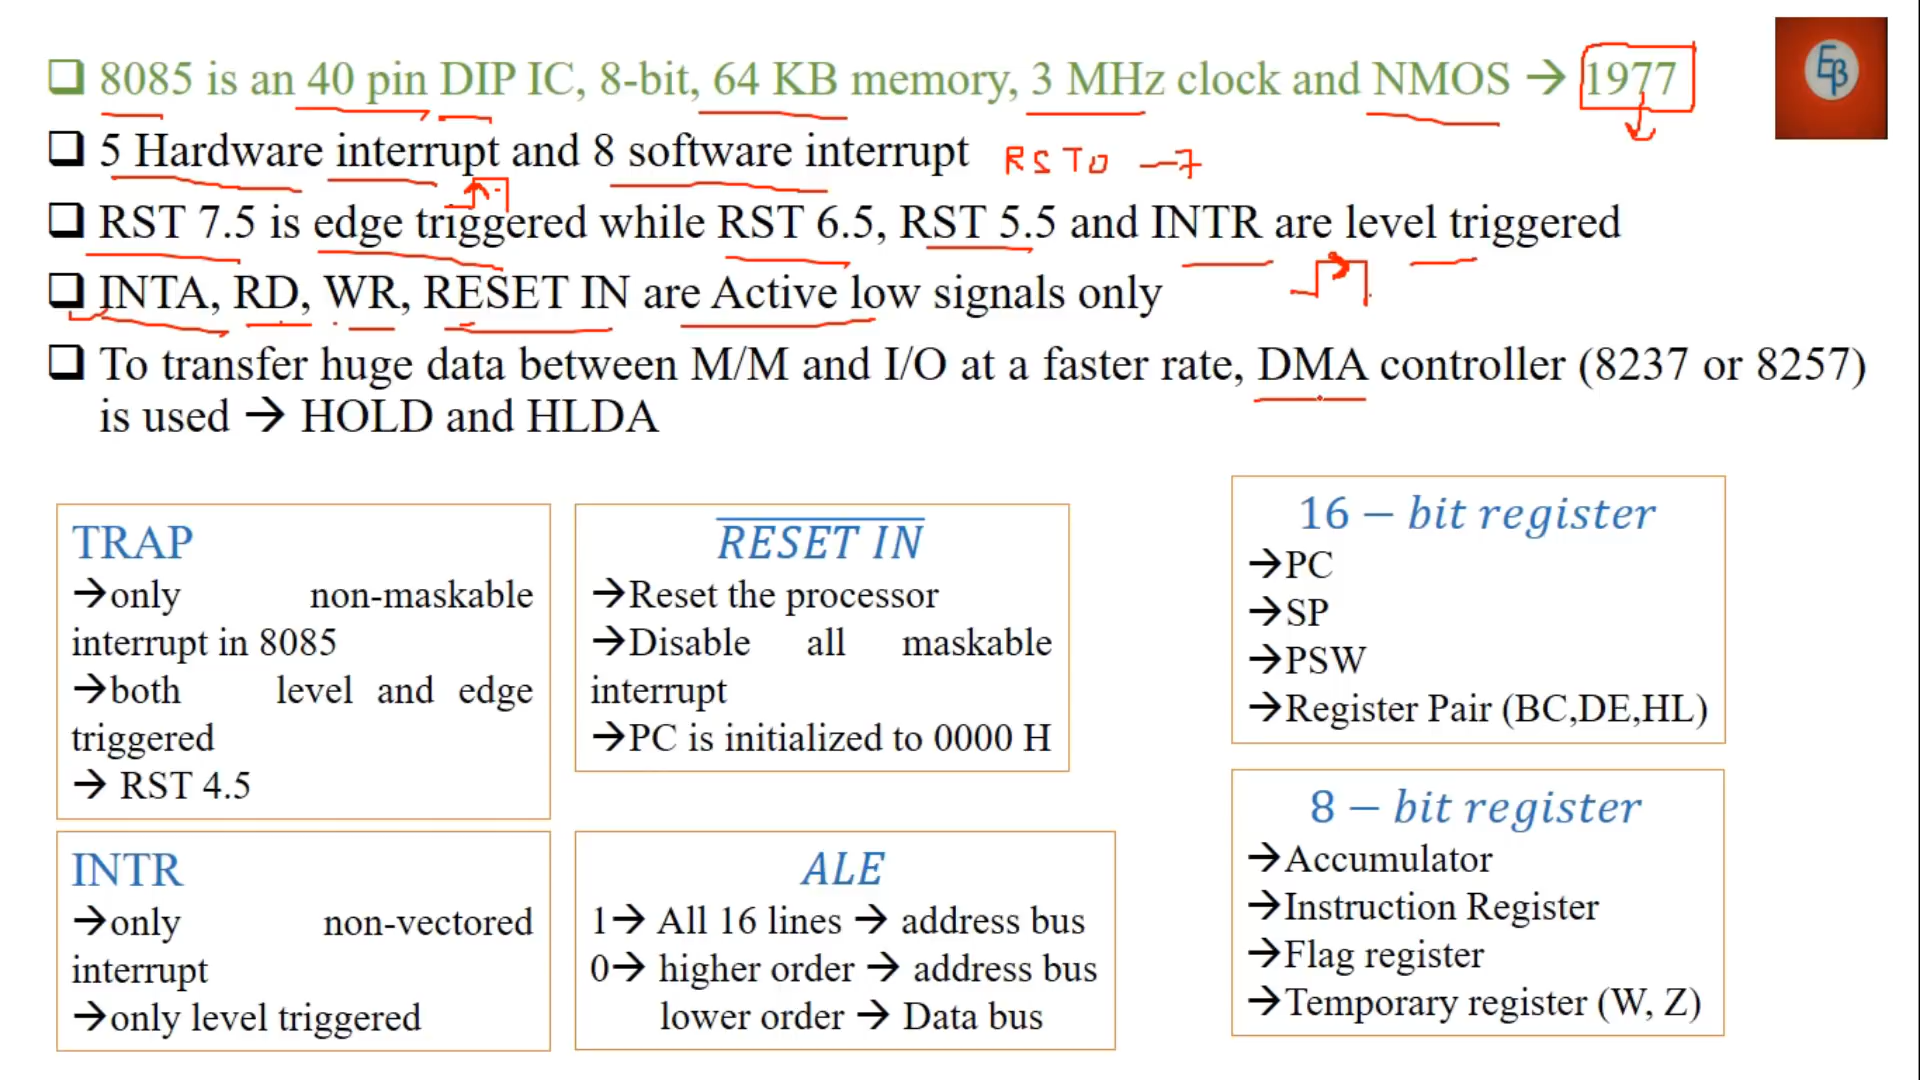 ❑ 8085 is an 40 pin DIP IC, 8-bit, 64 KB memory, 3 MHz clock and NMOS → 1977
❑ 5 Hardware interrupt and 8 software interrupt RST0 – 7
❑ RST 7.5 is edge triggered while RST 6.5, RST 5.5 and INTR are level triggered
❑ INTA, RD, WR, RESET IN are Active low signals only
❑ To transfer huge data between M/M and I/O at a faster rate, DMA controller (8237 or 8257)
is used → HOLD and HLDA
TRAP
→only non-maskable
interrupt in 8085
→both level and edge
triggered
→ RST 4.5
INTR
→only non-vectored
interrupt
→only level triggered
RESET IN
→Reset the processor
→Disable all maskable
interrupt
→PC is initialized to 0000 H
ALE
1→ All 16 lines → address bus
0→ higher order → address bus
lower order → Data bus
16 − bit register
→PC
→SP
→PSW
→Register Pair (BC,DE,HL)
8 − bit register
→Accumulator
→Instruction Register
→Flag register
→Temporary register (W, Z)
Eβ